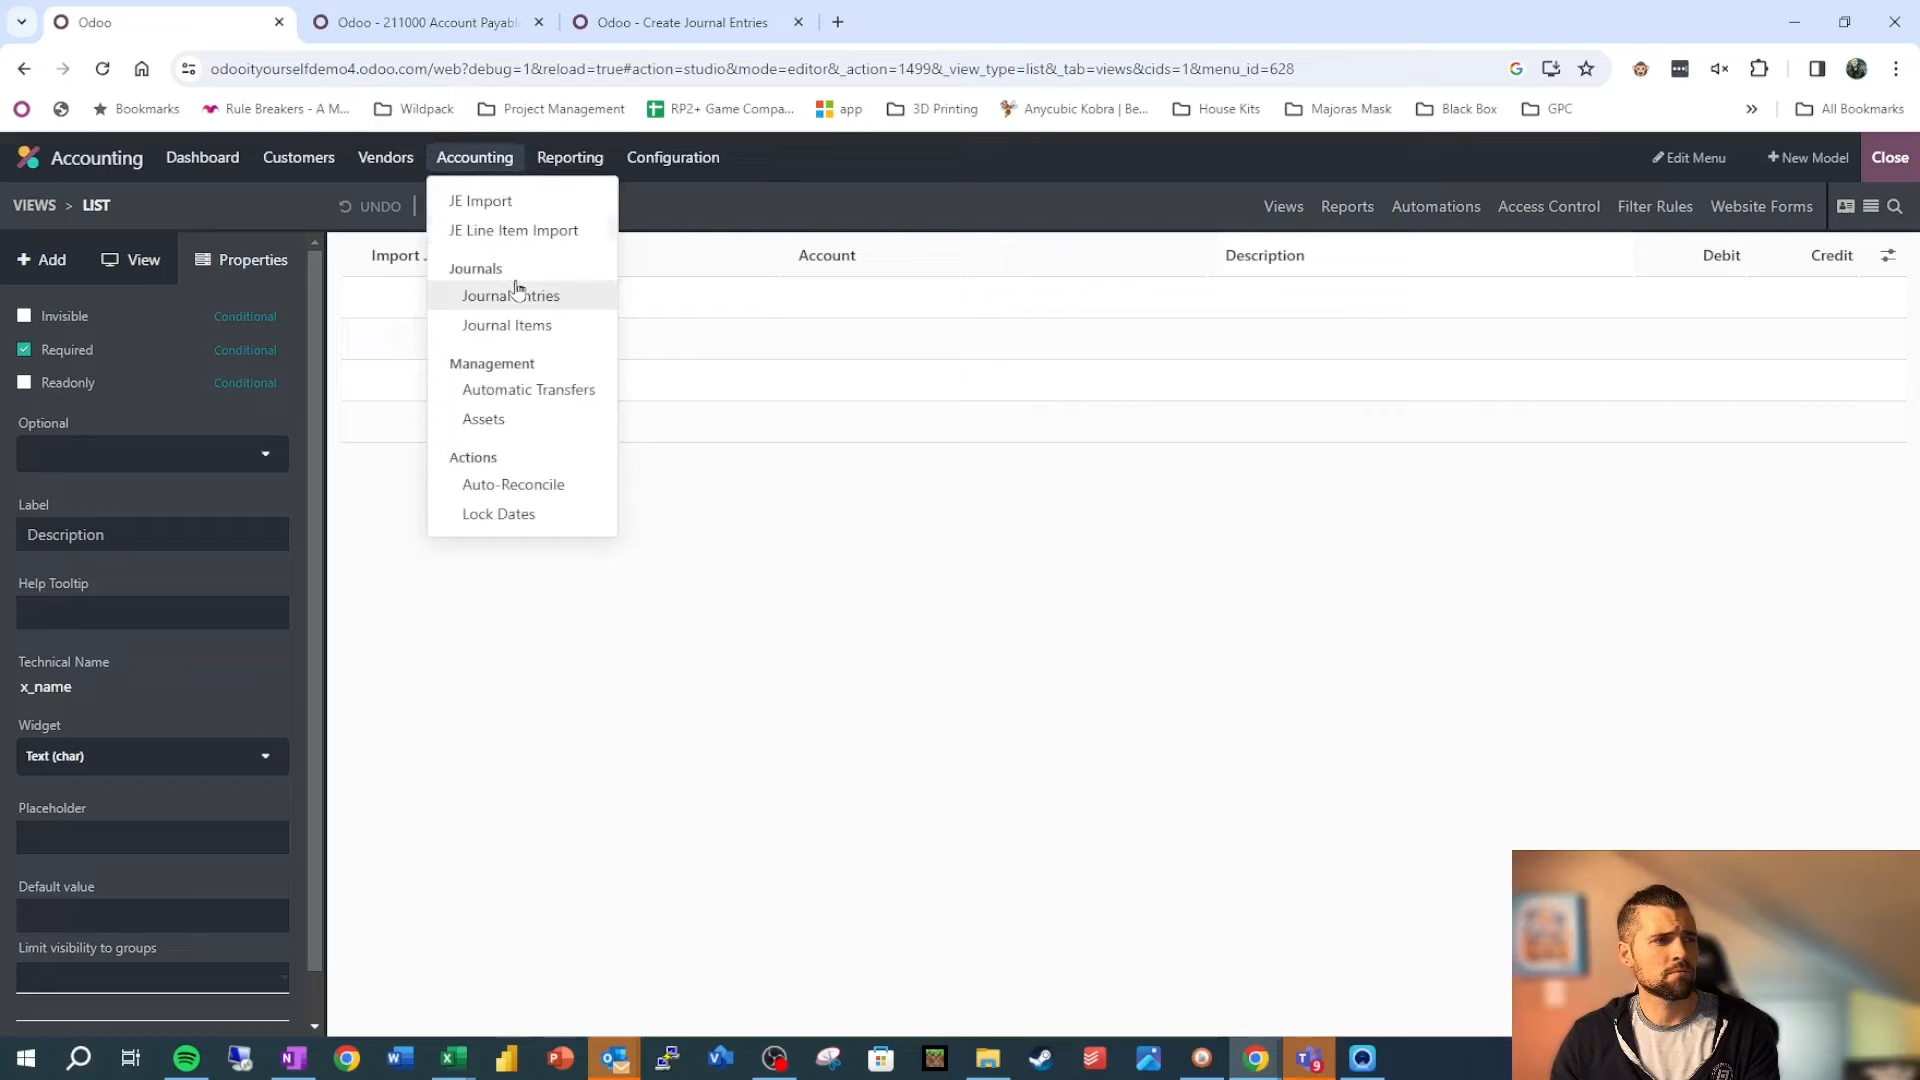 Odoo
Odoo - 211000 Account Payabl
Odoo - Create Journal Entries
odooityourselfdemo4.odoo.com/web?debug=1&reload=true#action=studio&mode=editor&_action=1499&_view_type=list&_tab=views&cids=1&menu_id=628
Bookmarks
Rule Breakers - A M...
Wildpack
Project Management
RP2+ Game Compa...
app
3D Printing
Anycubic Kobra | Be...
House Kits
Majoras Mask
Black Box
GPC
All Bookmarks
Accounting
Dashboard
Customers
Vendors
Accounting
Reporting
Configuration
Edit Menu
New Model
Close
VIEWS > LIST
UNDO
Views
Reports
Automations
Access Control
Filter Rules
Website Forms
Add
View
Properties
JE Import
JE Line Item Import
Journals
Journal Entries
Journal Items
Management
Automatic Transfers
Assets
Actions
Auto-Reconcile
Lock Dates
Import
Account
Description
Debit
Credit
Invisible
Conditional
Required
Conditional
Readonly
Conditional
Optional
Label
Description
Help Tooltip
Technical Name
x_name
Widget
Text (char)
Placeholder
Default value
Limit visibility to groups
9